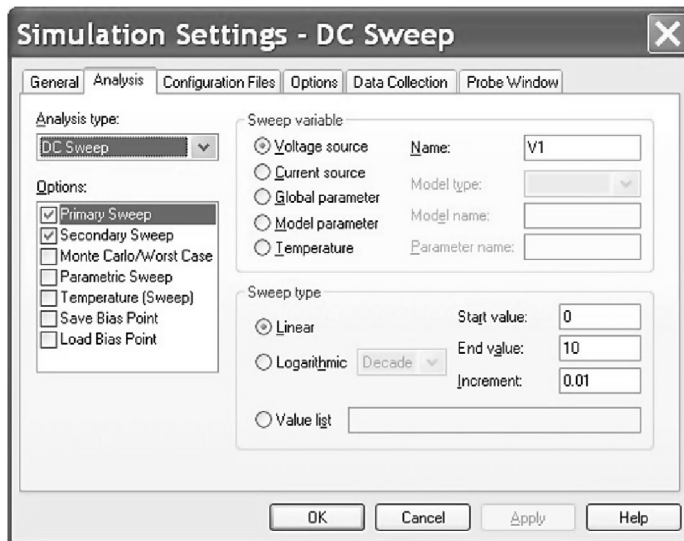 Simulation Settings - DC Sweep
General Analysis Configuration Files Options Data Collection Probe Window
Analysis type:
DC Sweep
Options:
Primary Sweep
Secondary Sweep
Monte Carlo/Worst Case
Parametric Sweep
Temperature (Sweep)
Save Bias Point
Load Bias Point
Sweep variable
Voltage source
Current source
Global parameter
Model parameter
Temperature
Name: V1
Model type:
Model name:
Parameter name:
Sweep type
Linear
Logarithmic Decade
Value list
Start value: 0
End value: 10
Increment: 0.01
OK Cancel Apply Help